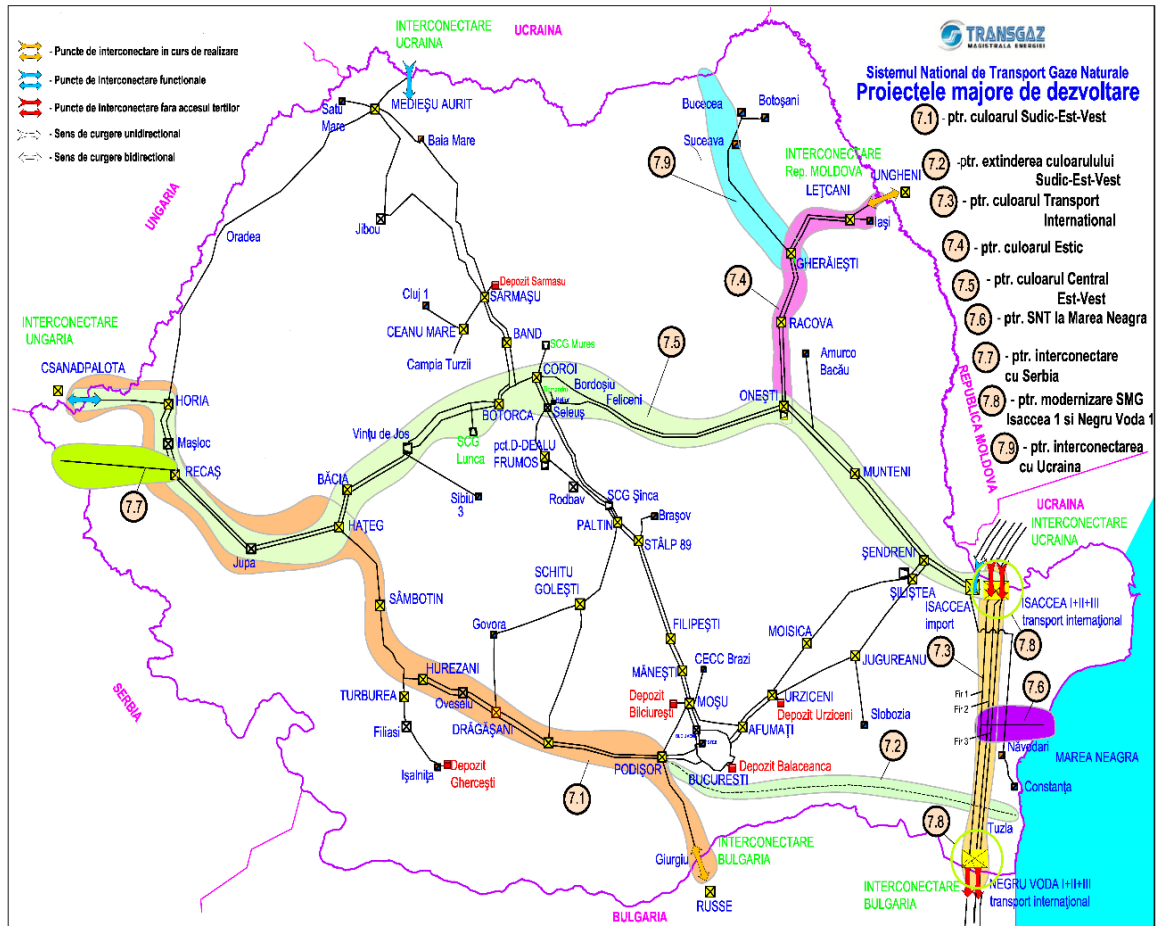 INTERCONECTARE
UCRAINA
UCRAINA
TRANSGAZ
MAGISTRALA ENERGIEI
- Puncte de interconectare in curs de realizare
- Puncte de Interconectare functionale
- Puncte de Interconectare fara accesul tertilor
- Sens de curgere unidirectional
- Sens de curgere bidirectional
Sistemul National de Transport Gaze Naturale
Proiectele majore de dezvoltare
7.1 - ptr. culoarul Sudic-Est-Vest
7.2 -ptr. extinderea culoarulului
Sudic-Est-Vest
7.3 - ptr. culoarul Transport
International
7.4 - ptr. culoarul Estic
7.5 - ptr. culoarul Central
Est-Vest
7.6 - ptr. SNT la Marea Neagra
7.7 - ptr. interconectare
cu Serbia
7.8 - ptr. modernizare SMG
Isaccea 1 si Negru Voda 1
7.9 - ptr. interconectarea
cu Ucraina
MEDIEŞU AURIT
Satu
Mare
Baia Mare
Bucecea
Botoşani
Suceava
7.9
INTERCONECTARE
Rep. MOLDOVA
UNGHENI
LEŢCANI
Iaşi
UNGARIA
Oradea
Jibou
GHERĂIEŞTI
7.4
Depozit Sarmasu
SĂRMAŞU
Cluj 1
CEANU MARE
Campia Turzii
BAND
RACOVA
INTERCONECTARE
UNGARIA
CSANADPALOTA
SCG Mures
7.5
Amurco
Bacău
COROI
Bordoşiu
Feliceni
HORIA
BOTORCA
Seleuş
ONEŞTI
REPUBLICA MOLDOVA
Maşloc
Vinţu de Jos
SCG
Lunca
pct.D-DEALU
FRUMOS
RECAŞ
7.7
BĂCIA
Sibiu
3
Rodbav
SCG Şinca
MUNTENI
HAŢEG
PALTIN
Braşov
STÂLP 89
UCRAINA
INTERCONECTARE
UCRAINA
Jupa
ŞENDRENI
SCHITU
GOLEŞTI
ŞILIŞTEA
SÂMBOTIN
ISACCEA
import
ISACCEA I+II+III
transport internaţional
Govora
FILIPEŞTI
MOISICA
7.3
7.8
CECC Brazi
JUGUREANU
HUREZANI
MĂNEŞTI
SERBIA
TURBUREA
Oveselu
7.6
Depozit
Bilciureşti
MOŞU
URZICENI
Fir 1
Fir 2
Fir 3
DRĂGĂŞANI
Depozit Urziceni
Slobozia
Filiasi
AFUMAŢI
Năvodari
MAREA NEAGRA
7.2
Işalniţa
Depozit
Gherceşti
PODIŞOR
BUCURESTI
Depozit Balaceanca
Constanţa
7.1
Tuzla
7.8
INTERCONECTARE
BULGARIA
Giurgiu
INTERCONECTARE
BULGARIA
NEGRU VODA I+II+III
transport internaţional
RUSSE
BULGARIA